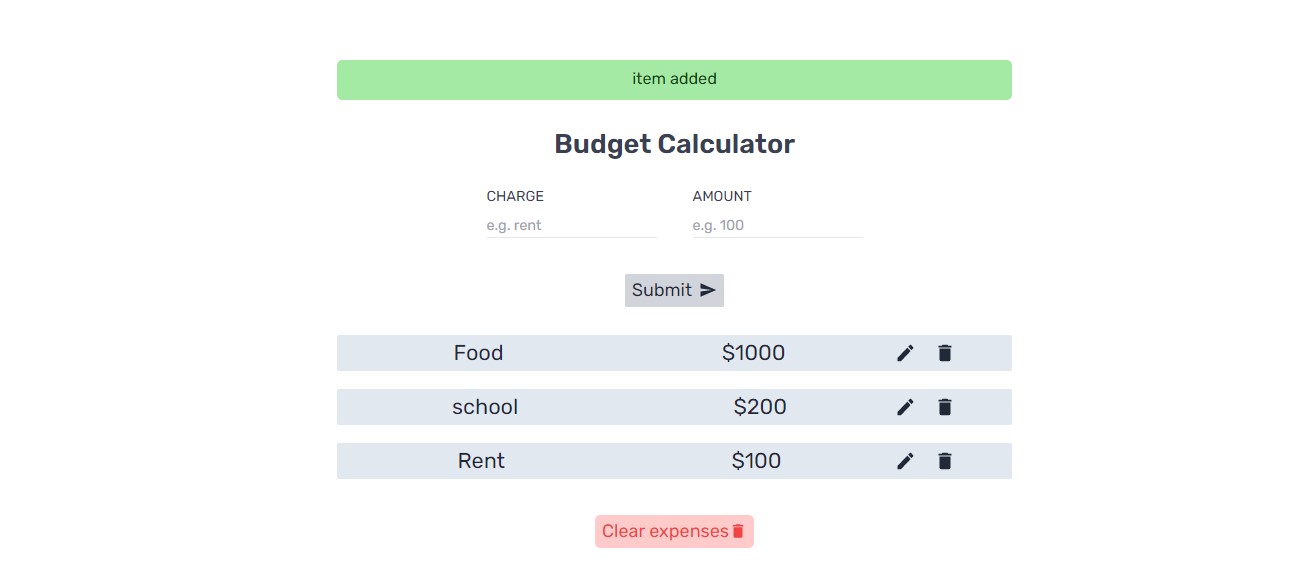 item added
Budget Calculator
CHARGE AMOUNT
e.g. rent e.g. 100
Submit
Food $1000
school $200
Rent $100
Clear expenses